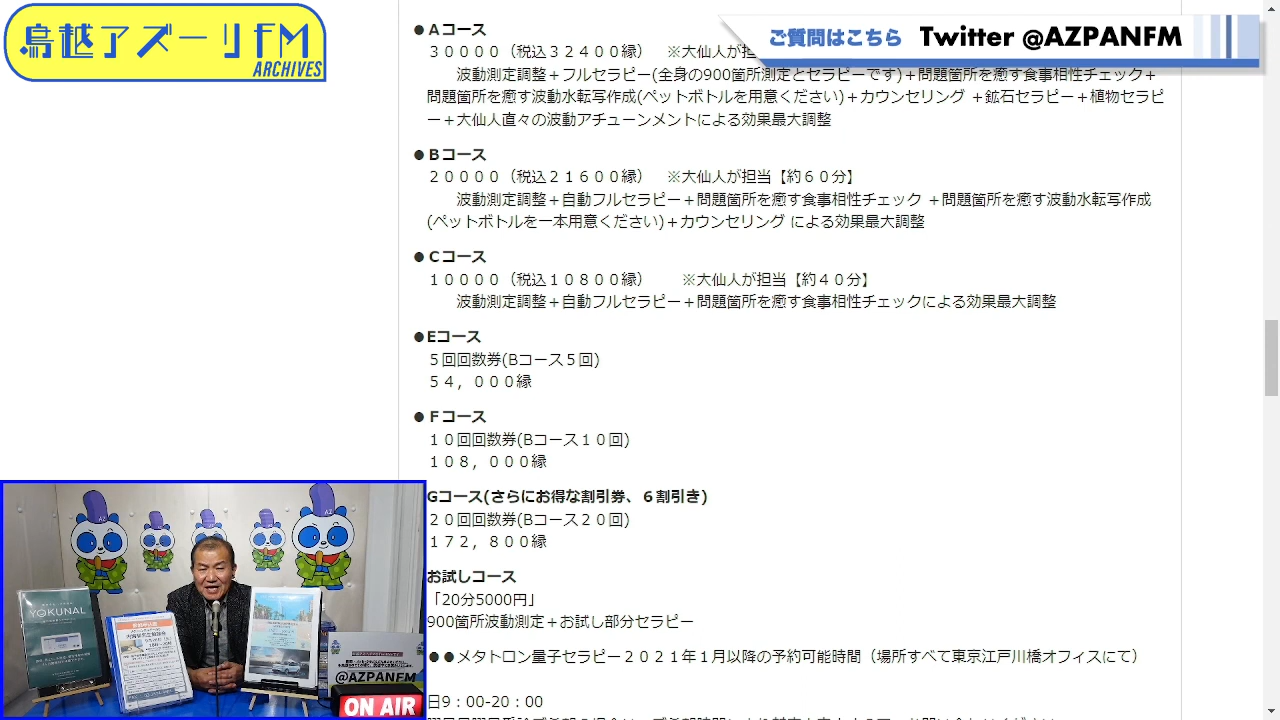 鳥越アズーリFM
ARCHIVES
ご質問はこちら Twitter @AZPANFM
●Aコース
３００００（税込３２４００縁） ※大仙人が担
波動測定調整＋フルセラピー(全身の900箇所測定とセラピーです)＋問題箇所を癒す食事相性チェック＋
問題箇所を癒す波動水転写作成(ペットボトルを用意ください)＋カウンセリング ＋鉱石セラピー＋植物セラピ
ー＋大仙人直々の波動アチューンメントによる効果最大調整
●Bコース
２００００（税込２１６００縁） ※大仙人が担当【約６０分】
波動測定調整＋自動フルセラピー＋問題箇所を癒す食事相性チェック ＋問題箇所を癒す波動水転写作成
(ペットボトルを一本用意ください)＋カウンセリング による効果最大調整
●Cコース
１００００（税込１０８００縁） ※大仙人が担当【約４０分】
波動測定調整＋自動フルセラピー＋問題箇所を癒す食事相性チェックによる効果最大調整
●Eコース
５回回数券(Bコース５回)
５４，０００縁
●Fコース
１０回回数券(Bコース１０回)
１０８，０００縁
Gコース(さらにお得な割引券、６割引き)
２０回回数券(Bコース２０回)
１７２，８００縁
お試しコース
「20分5000円」
900箇所波動測定＋お試し部分セラピー
●●メタトロン量子セラピー２０２１年１月以降の予約可能時間（場所すべて東京江戸川橋オフィスにて）
日9：00-20：00
YOKUNAL
@AZPANFM
ON AIR